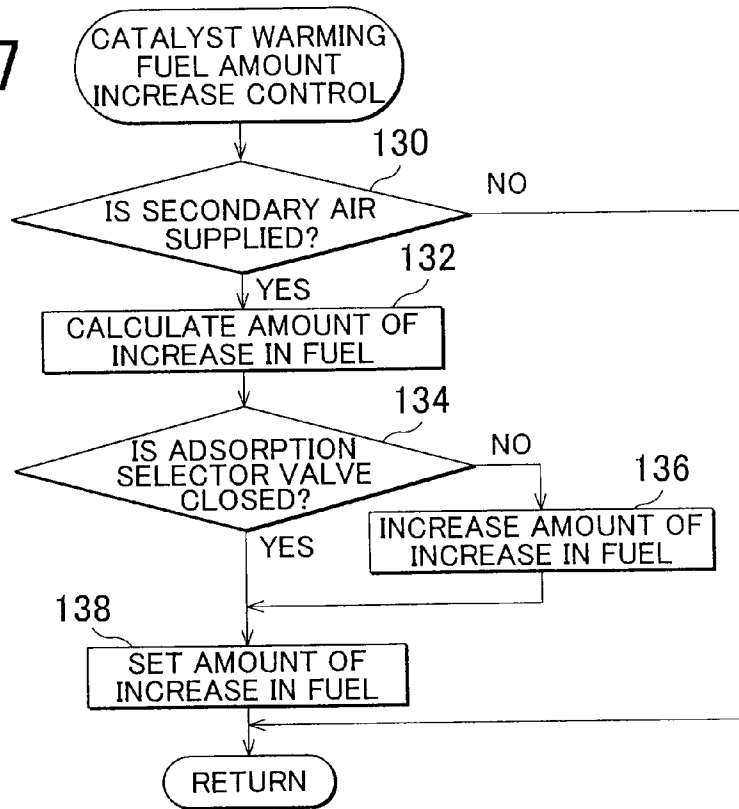 7
CATALYST WARMING
FUEL AMOUNT
INCREASE CONTROL
130
NO
IS SECONDARY AIR
SUPPLIED?
YES
132
CALCULATE AMOUNT OF
INCREASE IN FUEL
134
IS ADSORPTION
SELECTOR VALVE
CLOSED?
NO
136
YES
INCREASE AMOUNT OF
INCREASE IN FUEL
138
SET AMOUNT OF
INCREASE IN FUEL
RETURN